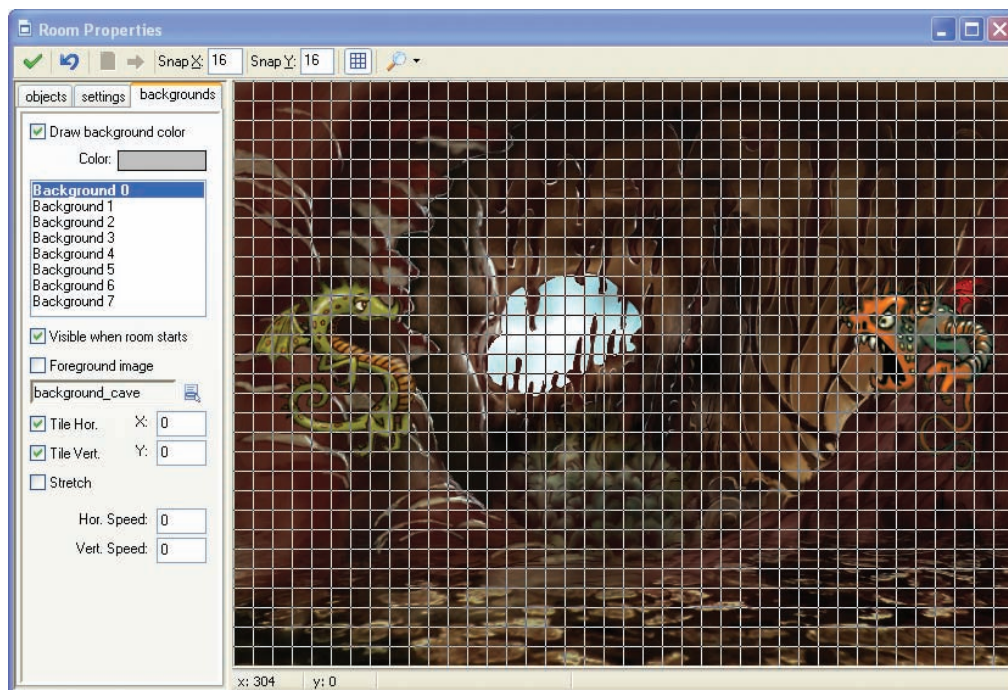 Room Properties
Snap X: 16 Snap Y: 16
objects settings backgrounds
Draw background color
Color:
Background 0
Background 1
Background 2
Background 3
Background 4
Background 5
Background 6
Background 7
Visible when room starts
Foreground image
background_cave
Tile Hor. X: 0
Tile Vert. Y: 0
Stretch
Hor. Speed: 0
Vert. Speed: 0
x: 304 y: 0